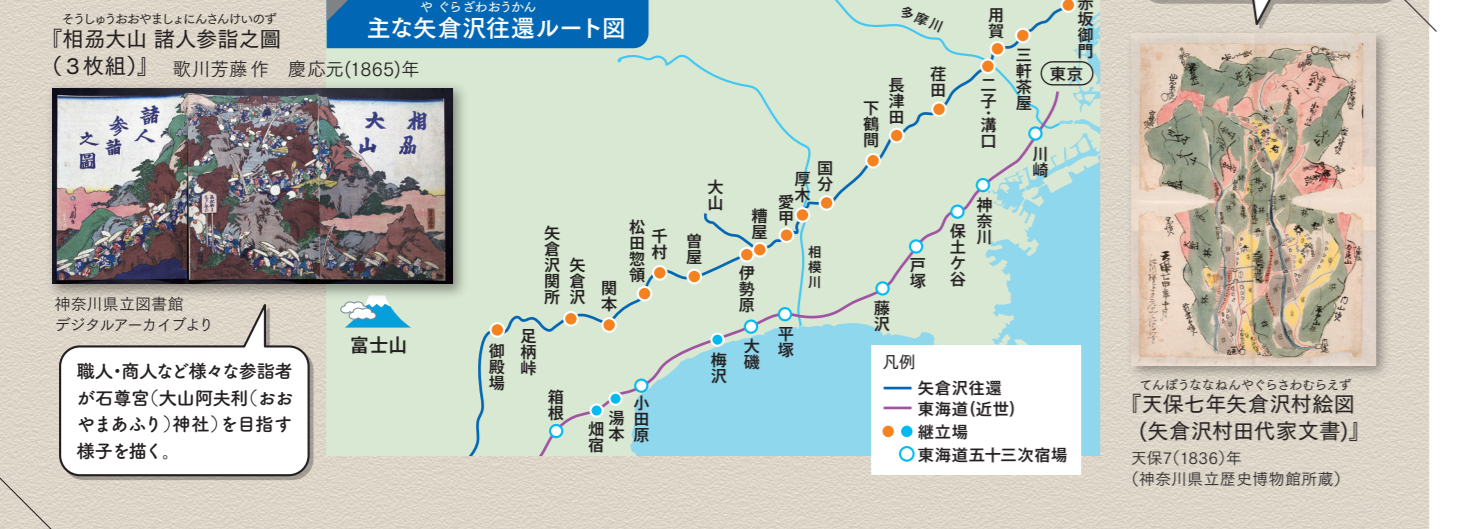 そうしゅうおおやましょにんさんけいのず
『相刕大山 諸人参詣之圖
(3枚組)』 歌川芳藤作 慶応元(1865)年
相刕
大山
諸人
参詣
之圖
神奈川県立図書館
デジタルアーカイブより
職人・商人など様々な参詣者
が石尊宮(大山阿夫利(おお
やまあふり)神社)を目指す
様子を描く。
やぐらざわおうかん
主な矢倉沢往還ルート図
多摩川
赤坂御門
東京
三軒茶屋
用賀
二子・溝口
荏田
長津田
下鶴間
国分
厚木
愛甲
糟屋
大山
伊勢原
曽屋
千村
松田惣領
関本
矢倉沢
矢倉沢関所
足柄峠
御殿場
富士山
相模川
川崎
神奈川
保土ケ谷
戸塚
藤沢
平塚
大磯
梅沢
小田原
湯本
畑宿
箱根
凡例
矢倉沢往還
東海道(近世)
継立場
東海道五十三次宿場
てんぽうななねんやぐらさわむらえず
『天保七年矢倉沢村絵図
(矢倉沢村田代家文書)』
天保7(1836)年
(神奈川県立歴史博物館所蔵)